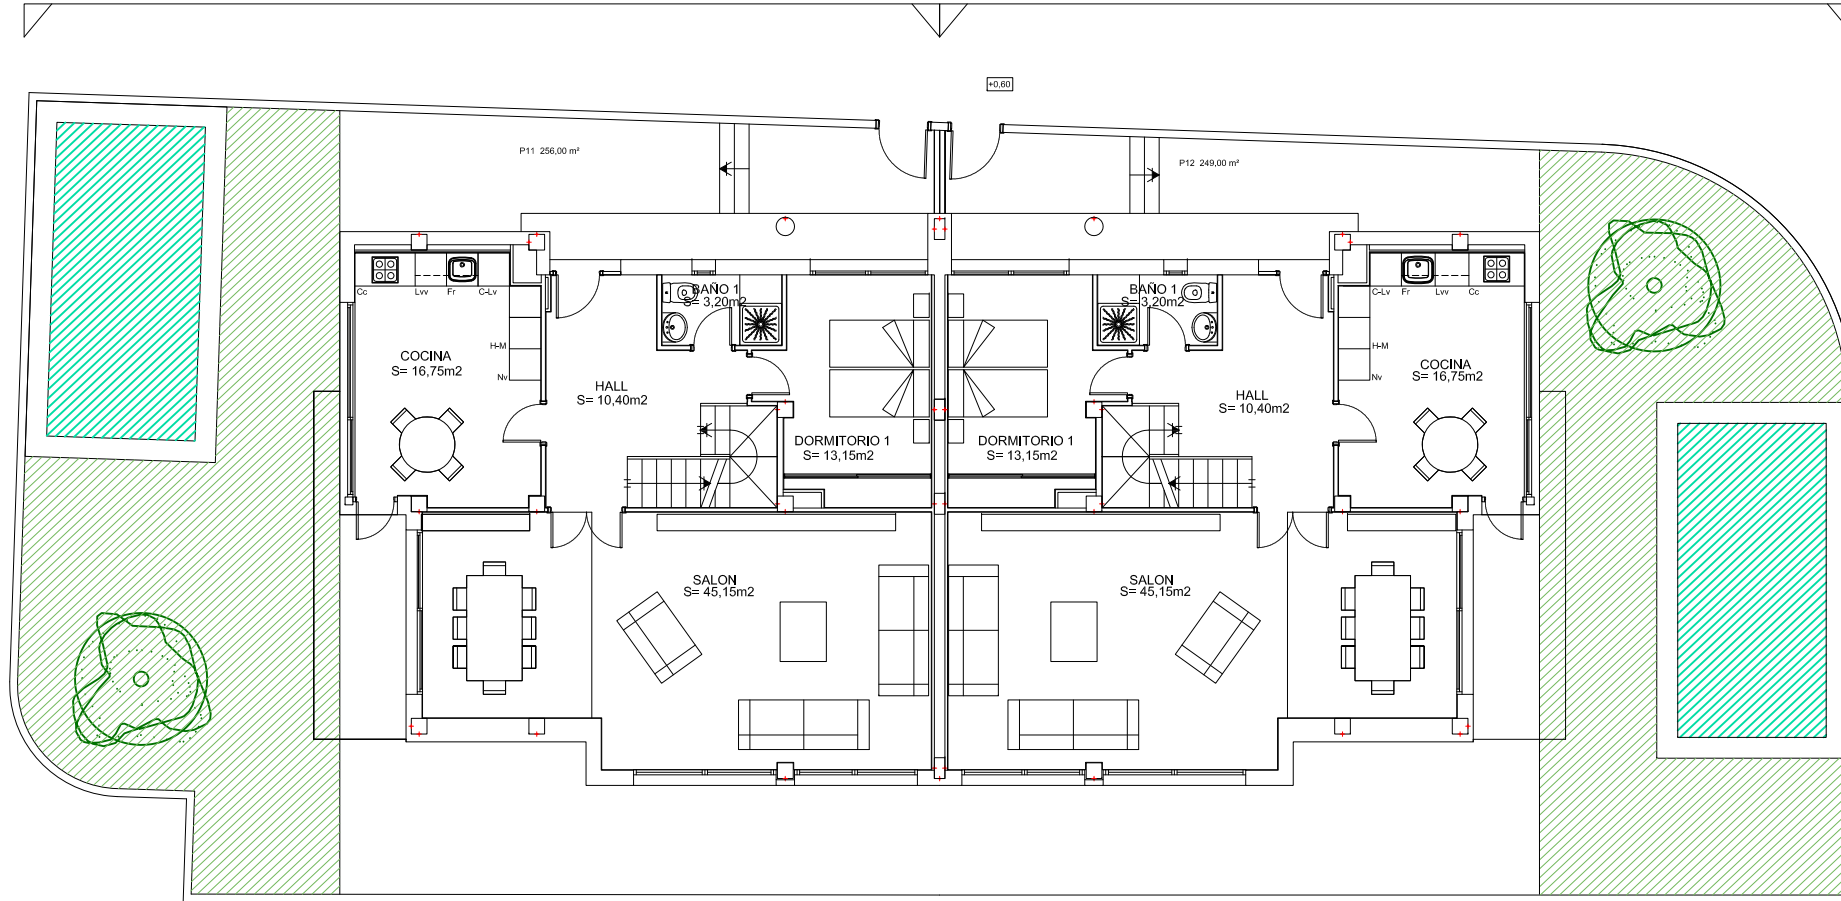 +0,60
P11 256,00 m²
P12 249,00 m²
Cc
Lvv
Fr
C-Lv
BAÑO 1
S= 3,20m2
BAÑO 1
S= 3,20m2
C-Lv
Fr
Lvv
Cc
H-M
Nv
COCINA
S= 16,75m2
HALL
S= 10,40m2
DORMITORIO 1
S= 13,15m2
DORMITORIO 1
S= 13,15m2
HALL
S= 10,40m2
H-M
Nv
COCINA
S= 16,75m2
SALON
S= 45,15m2
SALON
S= 45,15m2